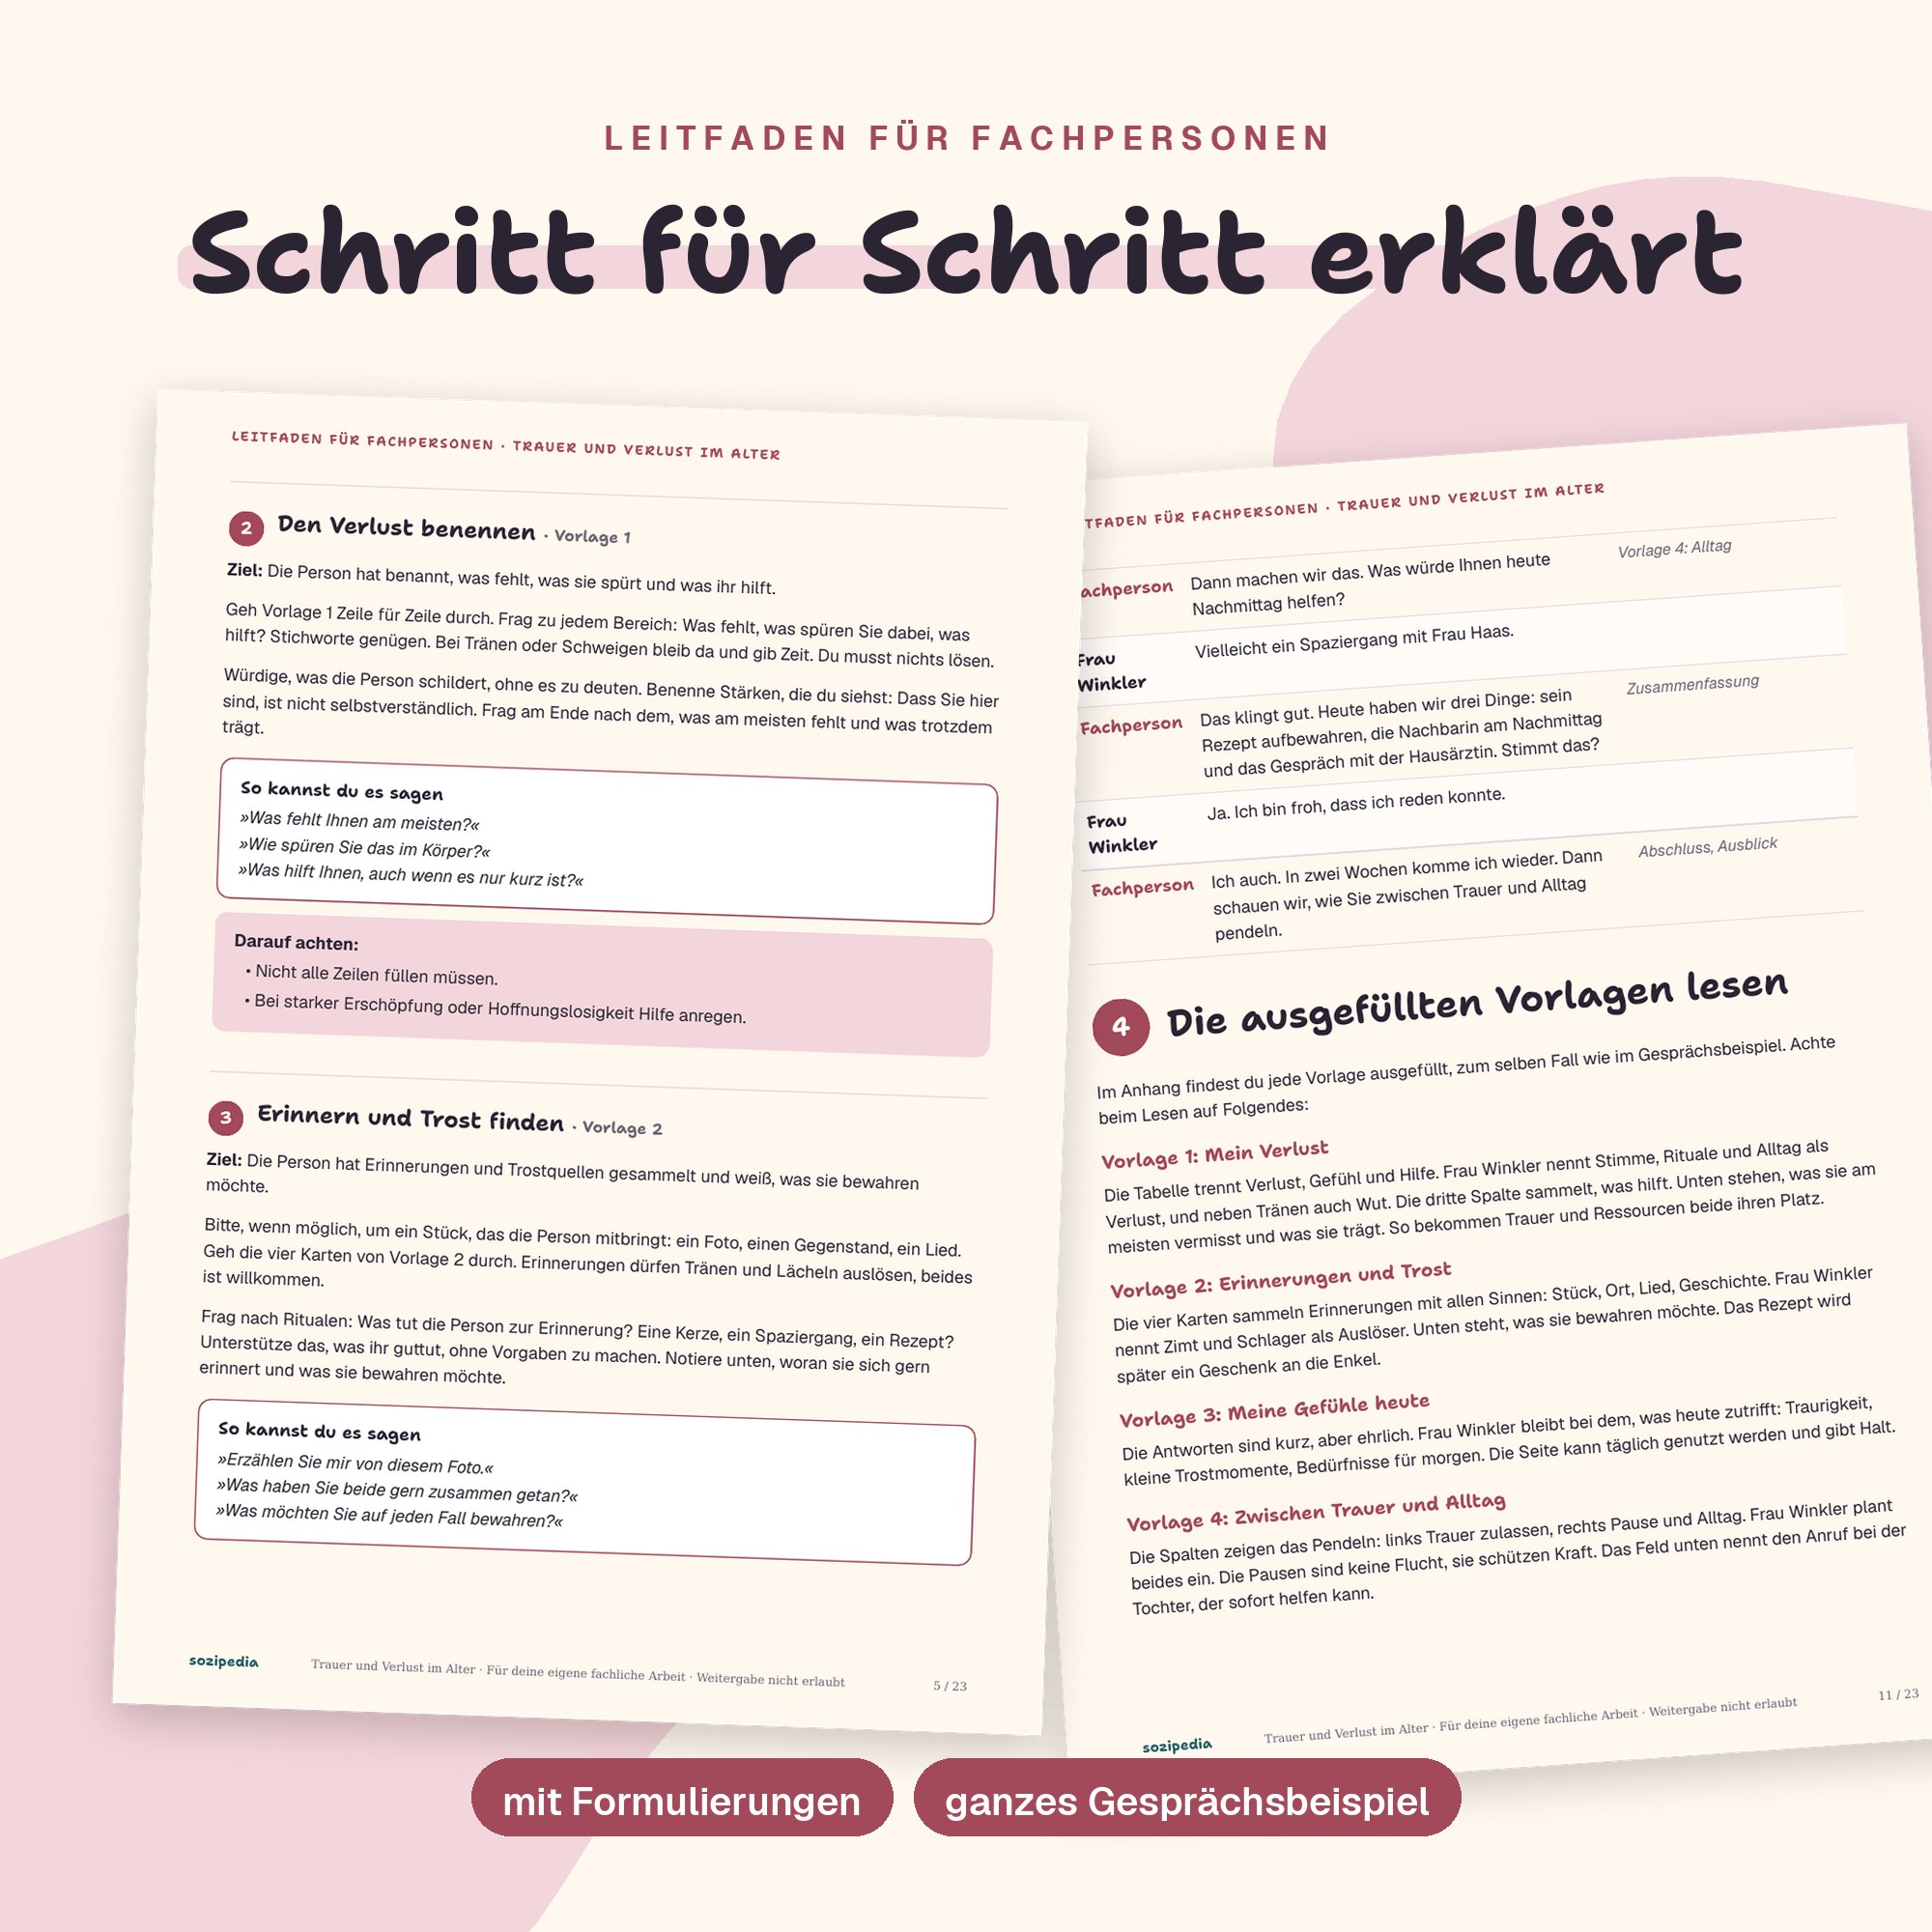 LEITFADEN FÜR FACHPERSONEN
Schritt für Schritt erklärt
LEITFADEN FÜR FACHPERSONEN · TRAUER UND VERLUST IM ALTER
2 Den Verlust benennen · Vorlage 1
Ziel: Die Person hat benannt, was fehlt, was sie spürt und was ihr hilft.
Geh Vorlage 1 Zeile für Zeile durch. Frag zu jedem Bereich: Was fehlt, was spüren Sie dabei, was
hilft? Stichworte genügen. Bei Tränen oder Schweigen bleib da und gib Zeit. Du musst nichts lösen.
Würdige, was die Person schildert, ohne es zu deuten. Benenne Stärken, die du siehst: Dass Sie hier
sind, ist nicht selbstverständlich. Frag am Ende nach dem, was am meisten fehlt und was trotzdem
trägt.
So kannst du es sagen
»Was fehlt Ihnen am meisten?«
»Wie spüren Sie das im Körper?«
»Was hilft Ihnen, auch wenn es nur kurz ist?«
Darauf achten:
• Nicht alle Zeilen füllen müssen.
• Bei starker Erschöpfung oder Hoffnungslosigkeit Hilfe anregen.
3 Erinnern und Trost finden · Vorlage 2
Ziel: Die Person hat Erinnerungen und Trostquellen gesammelt und weiß, was sie bewahren
möchte.
Bitte, wenn möglich, um ein Stück, das die Person mitbringt: ein Foto, einen Gegenstand, ein Lied.
Geh die vier Karten von Vorlage 2 durch. Erinnerungen dürfen Tränen und Lächeln auslösen, beides
ist willkommen.
Frag nach Ritualen: Was tut die Person zur Erinnerung? Eine Kerze, ein Spaziergang, ein Rezept?
Unterstütze das, was ihr guttut, ohne Vorgaben zu machen. Notiere unten, woran sie sich gern
erinnert und was sie bewahren möchte.
So kannst du es sagen
»Erzählen Sie mir von diesem Foto.«
»Was haben Sie beide gern zusammen getan?«
»Was möchten Sie auf jeden Fall bewahren?«
sozipedia
Trauer und Verlust im Alter · Für deine eigene fachliche Arbeit · Weitergabe nicht erlaubt
5 / 23
TFADEN FÜR FACHPERSONEN · TRAUER UND VERLUST IM ALTER
achperson Dann machen wir das. Was würde Ihnen heute Vorlage 4: Alltag
Nachmittag helfen?
Frau Vielleicht ein Spaziergang mit Frau Haas.
Winkler
Fachperson Das klingt gut. Heute haben wir drei Dinge: sein Zusammenfassung
Rezept aufbewahren, die Nachbarin am Nachmittag
und das Gespräch mit der Hausärztin. Stimmt das?
Frau Ja. Ich bin froh, dass ich reden konnte.
Winkler
Fachperson Ich auch. In zwei Wochen komme ich wieder. Dann Abschluss, Ausblick
schauen wir, wie Sie zwischen Trauer und Alltag
pendeln.
4 Die ausgefüllten Vorlagen lesen
Im Anhang findest du jede Vorlage ausgefüllt, zum selben Fall wie im Gesprächsbeispiel. Achte
beim Lesen auf Folgendes:
Vorlage 1: Mein Verlust
Die Tabelle trennt Verlust, Gefühl und Hilfe. Frau Winkler nennt Stimme, Rituale und Alltag als
Verlust, und neben Tränen auch Wut. Die dritte Spalte sammelt, was hilft. Unten stehen, was sie am
meisten vermisst und was sie trägt. So bekommen Trauer und Ressourcen beide ihren Platz.
Vorlage 2: Erinnerungen und Trost
Die vier Karten sammeln Erinnerungen mit allen Sinnen: Stück, Ort, Lied, Geschichte. Frau Winkler
nennt Zimt und Schlager als Auslöser. Unten steht, was sie bewahren möchte. Das Rezept wird
später ein Geschenk an die Enkel.
Vorlage 3: Meine Gefühle heute
Die Antworten sind kurz, aber ehrlich. Frau Winkler bleibt bei dem, was heute zutrifft: Traurigkeit,
kleine Trostmomente, Bedürfnisse für morgen. Die Seite kann täglich genutzt werden und gibt Halt.
Vorlage 4: Zwischen Trauer und Alltag
Die Spalten zeigen das Pendeln: links Trauer zulassen, rechts Pause und Alltag. Frau Winkler plant
beides ein. Die Pausen sind keine Flucht, sie schützen Kraft. Das Feld unten nennt den Anruf bei der
Tochter, der sofort helfen kann.
sozipedia
Trauer und Verlust im Alter · Für deine eigene fachliche Arbeit · Weitergabe nicht erlaubt
11 / 23
mit Formulierungen
ganzes Gesprächsbeispiel